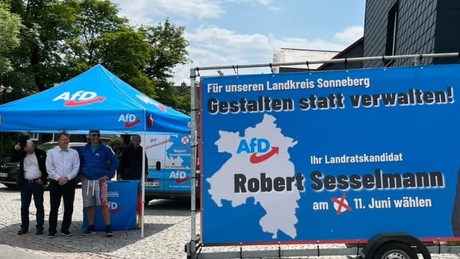 AfD
AfD
Für unseren Landkreis Sonneberg
Gestalten statt verwalten!
AfD
Ihr Landratskandidat
Robert Sesselmann
am 11. Juni wählen
AfD